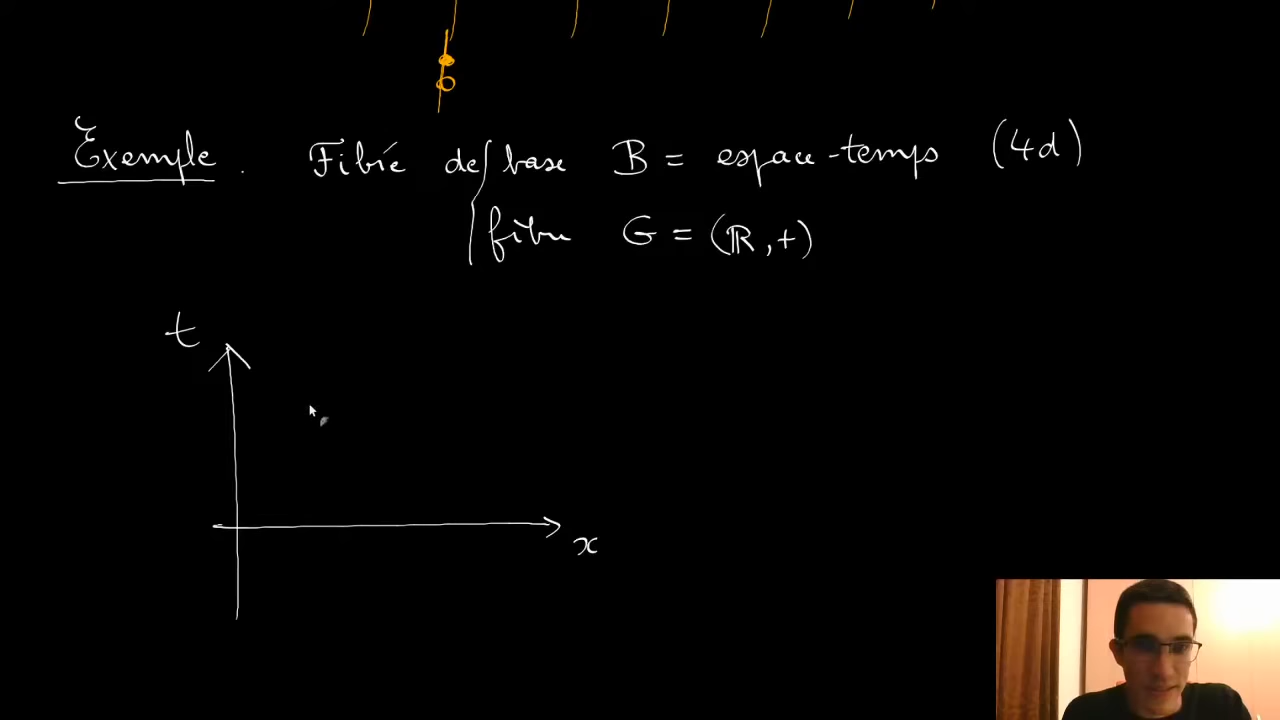 Exemple. Fibré de base B = espace-temps (4d)
fibre G = (ℝ, +)
t
x